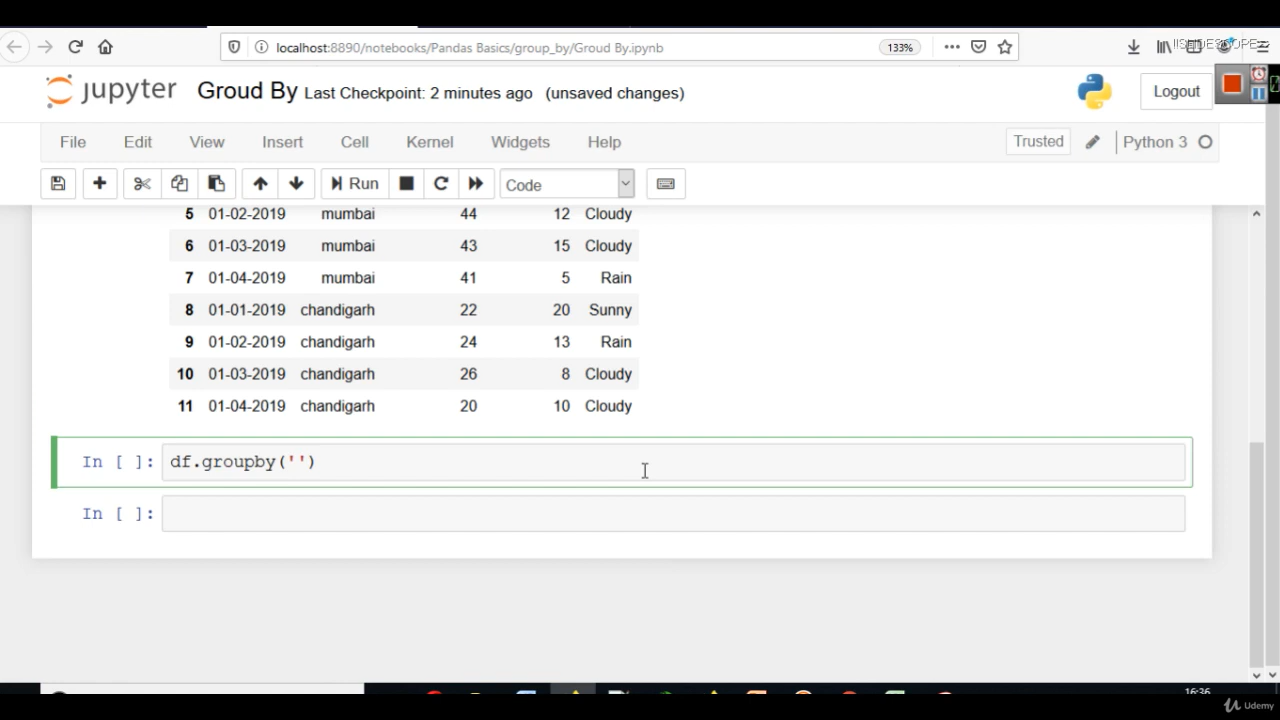 localhost:8890/notebooks/Pandas Basics/group_by/Groud By.ipynb
133%
jupyter Groud By Last Checkpoint: 2 minutes ago (unsaved changes)
Logout
File Edit View Insert Cell Kernel Widgets Help
Trusted Python 3
Run Code
5 01-02-2019 mumbai 44 12 Cloudy
6 01-03-2019 mumbai 43 15 Cloudy
7 01-04-2019 mumbai 41 5 Rain
8 01-01-2019 chandigarh 22 20 Sunny
9 01-02-2019 chandigarh 24 13 Rain
10 01-03-2019 chandigarh 26 8 Cloudy
11 01-04-2019 chandigarh 20 10 Cloudy
In [ ]: df.groupby('')
In [ ]:
16:36
Udemy